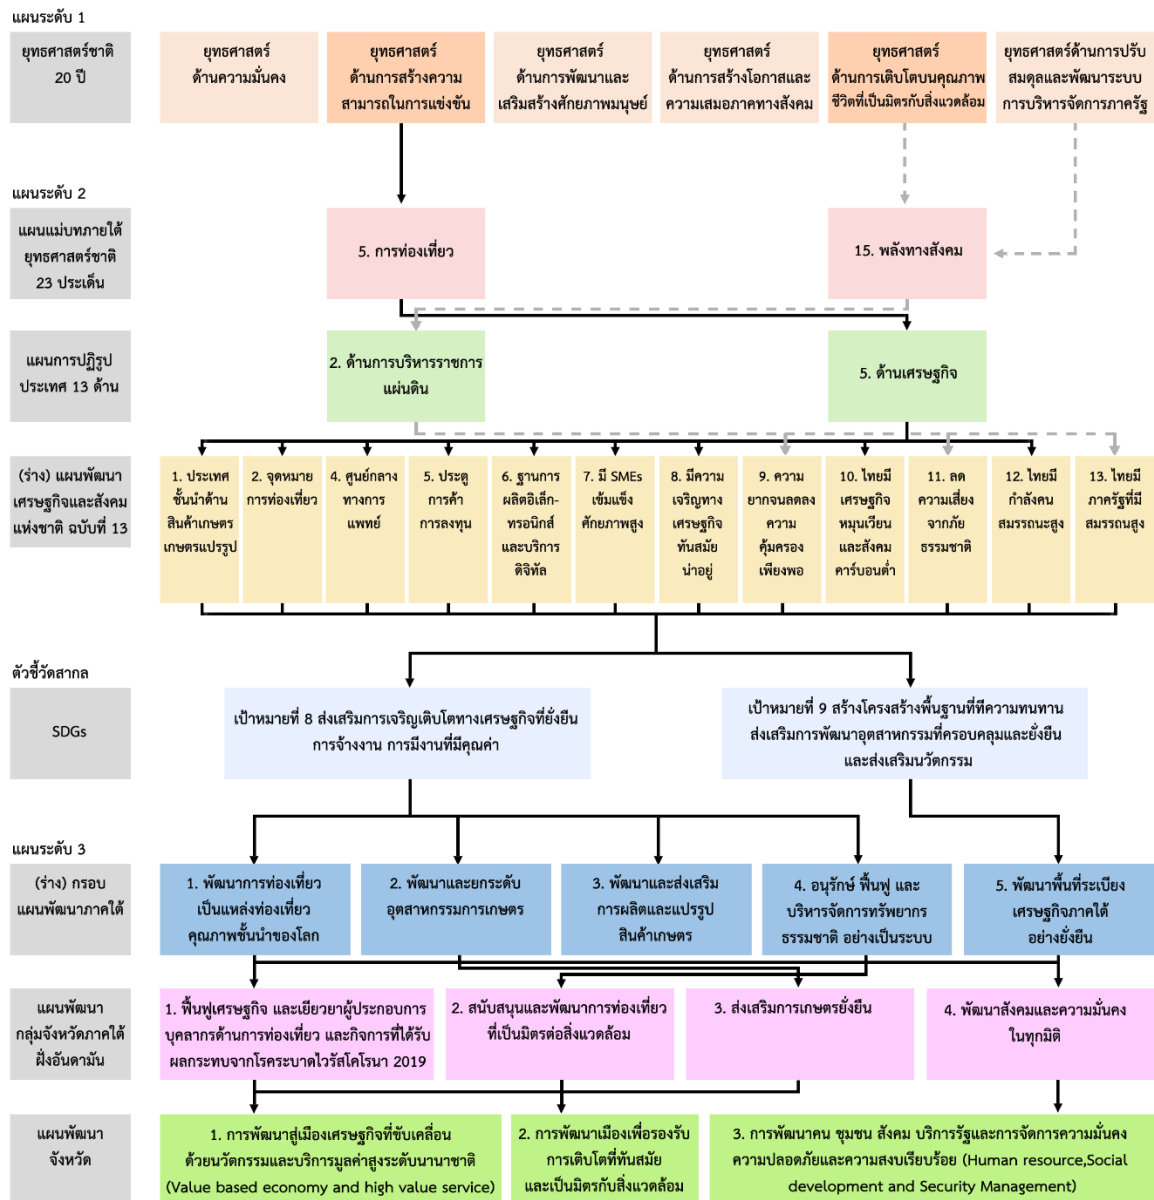 แผนระดับ 1
ยุทธศาสตร์ชาติ
20 ปี
ยุทธศาสตร์
ด้านความมั่นคง
ยุทธศาสตร์
ด้านการสร้างความ
สามารถในการแข่งขัน
ยุทธศาสตร์
ด้านการพัฒนาและ
เสริมสร้างศักยภาพมนุษย์
ยุทธศาสตร์
ด้านการสร้างโอกาสและ
ความเสมอภาคทางสังคม
ยุทธศาสตร์
ด้านการเติบโตบนคุณภาพ
ชีวิตที่เป็นมิตรกับสิ่งแวดล้อม
ยุทธศาสตร์ด้านการปรับ
สมดุลและพัฒนาระบบ
การบริหารจัดการภาครัฐ
แผนระดับ 2
แผนแม่บทภายใต้
ยุทธศาสตร์ชาติ
23 ประเด็น
5. การท่องเที่ยว
15. พลังทางสังคม
แผนการปฏิรูป
ประเทศ 13 ด้าน
2. ด้านการบริหารราชการ
แผ่นดิน
5. ด้านเศรษฐกิจ
(ร่าง) แผนพัฒนา
เศรษฐกิจและสังคม
แห่งชาติ ฉบับที่ 13
1. ประเทศ
ชั้นนำด้าน
สินค้าเกษตร
เกษตรแปรรูป
2. จุดหมาย
การท่องเที่ยว
4. ศูนย์กลาง
ทางการ
แพทย์
5. ประตู
การค้า
การลงทุน
6. ฐานการ
ผลิตอิเล็ก-
ทรอนิกส์
และบริการ
ดิจิทัล
7. มี SMEs
เข้มแข็ง
ศักยภาพสูง
8. มีความ
เจริญทาง
เศรษฐกิจ
ทันสมัย
น่าอยู่
9. ความ
ยากจนลดลง
ความ
คุ้มครอง
เพียงพอ
10. ไทยมี
เศรษฐกิจ
หมุนเวียน
และสังคม
คาร์บอนต่ำ
11. ลด
ความเสี่ยง
จากภัย
ธรรมชาติ
12. ไทยมี
กำลังคน
สมรรถนะสูง
13. ไทยมี
ภาครัฐที่มี
สมรรถนสูง
ตัวชี้วัดสากล
SDGs
เป้าหมายที่ 8 ส่งเสริมการเจริญเติบโตทางเศรษฐกิจที่ยั่งยืน
การจ้างงาน การมีงานที่มีคุณค่า
เป้าหมายที่ 9 สร้างโครงสร้างพื้นฐานที่ทีความทนทาน
ส่งเสริมการพัฒนาอุตสาหกรรมที่ครอบคลุมและยั่งยืน
และส่งเสริมนวัตกรรม
แผนระดับ 3
(ร่าง) กรอบ
แผนพัฒนาภาคใต้
1. พัฒนาการท่องเที่ยว
เป็นแหล่งท่องเที่ยว
คุณภาพชั้นนำของโลก
2. พัฒนาและยกระดับ
อุตสาหกรรมการเกษตร
3. พัฒนาและส่งเสริม
การผลิตและแปรรูป
สินค้าเกษตร
4. อนุรักษ์ ฟื้นฟู และ
บริหารจัดการทรัพยากร
ธรรมชาติ อย่างเป็นระบบ
5. พัฒนาพื้นที่ระเบียง
เศรษฐกิจภาคใต้
อย่างยั่งยืน
แผนพัฒนา
กลุ่มจังหวัดภาคใต้
ฝั่งอันดามัน
1. ฟื้นฟูเศรษฐกิจ และเยียวยาผู้ประกอบการ
บุคลากรด้านการท่องเที่ยว และกิจการที่ได้รับ
ผลกระทบจากโรคระบาดไวรัสโคโรนา 2019
2. สนับสนุนและพัฒนาการท่องเที่ยว
ที่เป็นมิตรต่อสิ่งแวดล้อม
3. ส่งเสริมการเกษตรยั่งยืน
4. พัฒนาสังคมและความมั่นคง
ในทุกมิติ
แผนพัฒนา
จังหวัด
1. การพัฒนาสู่เมืองเศรษฐกิจที่ขับเคลื่อน
ด้วยนวัตกรรมและบริการมูลค่าสูงระดับนานาชาติ
(Value based economy and high value service)
2. การพัฒนาเมืองเพื่อรองรับ
การเติบโตที่ทันสมัย
และเป็นมิตรกับสิ่งแวดล้อม
3. การพัฒนาคน ชุมชน สังคม บริการรัฐและการจัดการความมั่นคง
ความปลอดภัยและความสงบเรียบร้อย (Human resource,Social
development and Security Management)